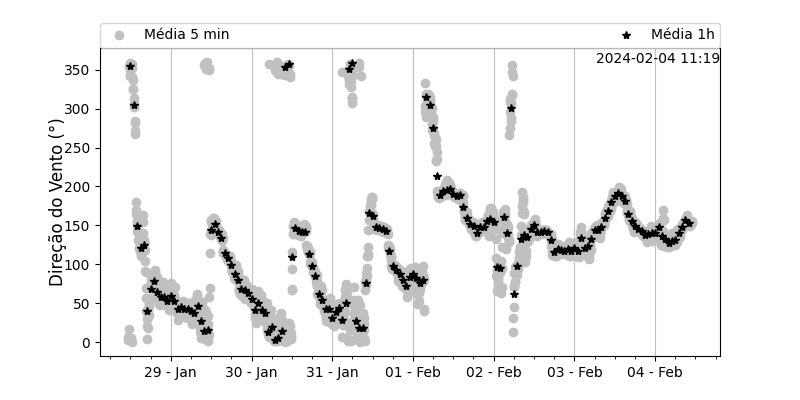 Média 5 min
Média 1h
2024-02-04 11:19
Direção do Vento (°)
350
300
250
200
150
100
50
0
29 - Jan
30 - Jan
31 - Jan
01 - Feb
02 - Feb
03 - Feb
04 - Feb